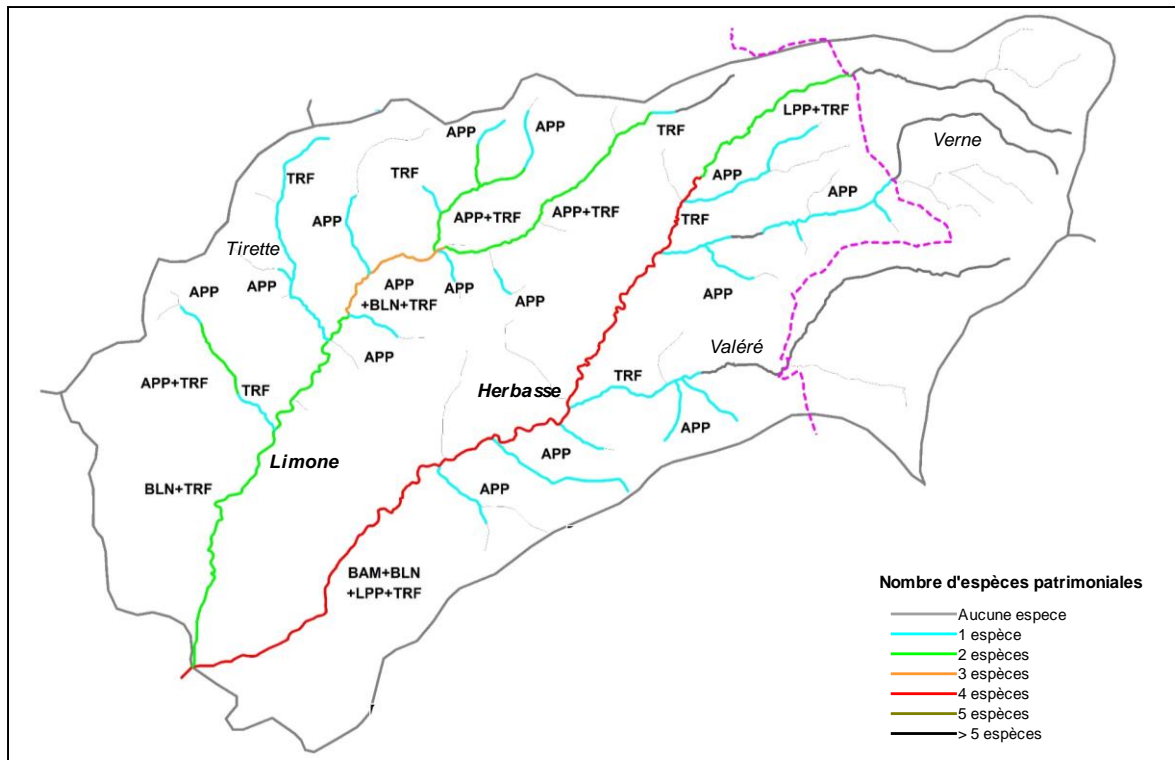 LPP+TRF
APP
APP
TRF
Verne
APP
TRF
TRF
APP
APP
APP
APP+TRF
APP+TRF
TRF
Tirette
APP
APP
+BLN+TRF
APP
APP
APP
APP
APP
Valéré
APP+TRF
TRF
TRF
Herbasse
APP
Limone
APP
BLN+TRF
APP
BAM+BLN
+LPP+TRF
Nombre d'espèces patrimoniales
Aucune espece
1 espèce
2 espèces
3 espèces
4 espèces
5 espèces
> 5 espèces